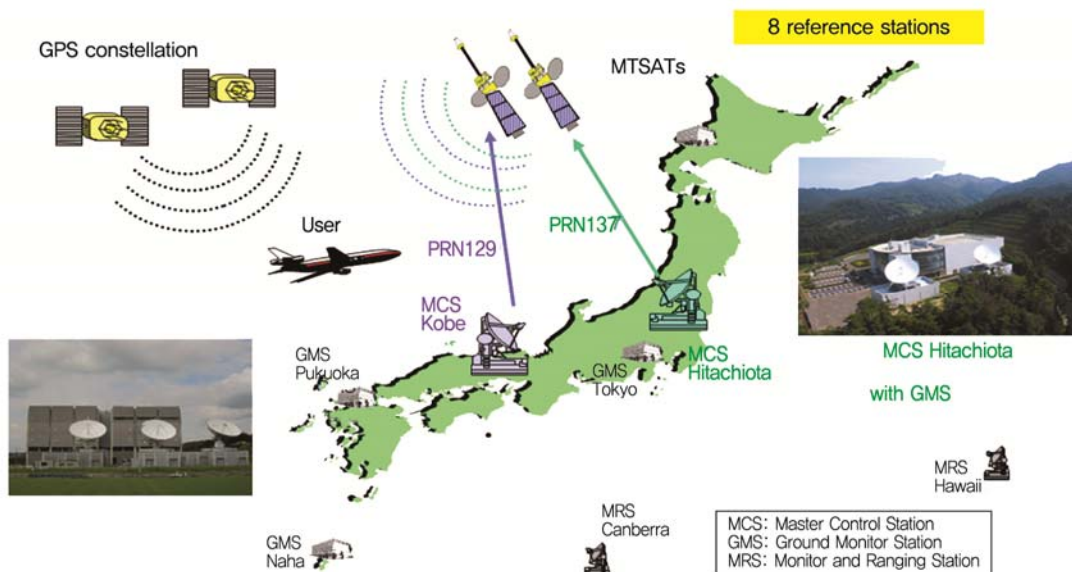 8 reference stations
GPS constellation
MTSATs
User
PRN129
PRN137
MCS
Kobe
GMS
Pukuoka
GMS
Tokyo
MCS
Hitachiota
MCS Hitachiota
with GMS
MRS
Hawaii
MRS
Canberra
GMS
Naha
MCS: Master Control Station
GMS: Ground Monitor Station
MRS: Monitor and Ranging Station